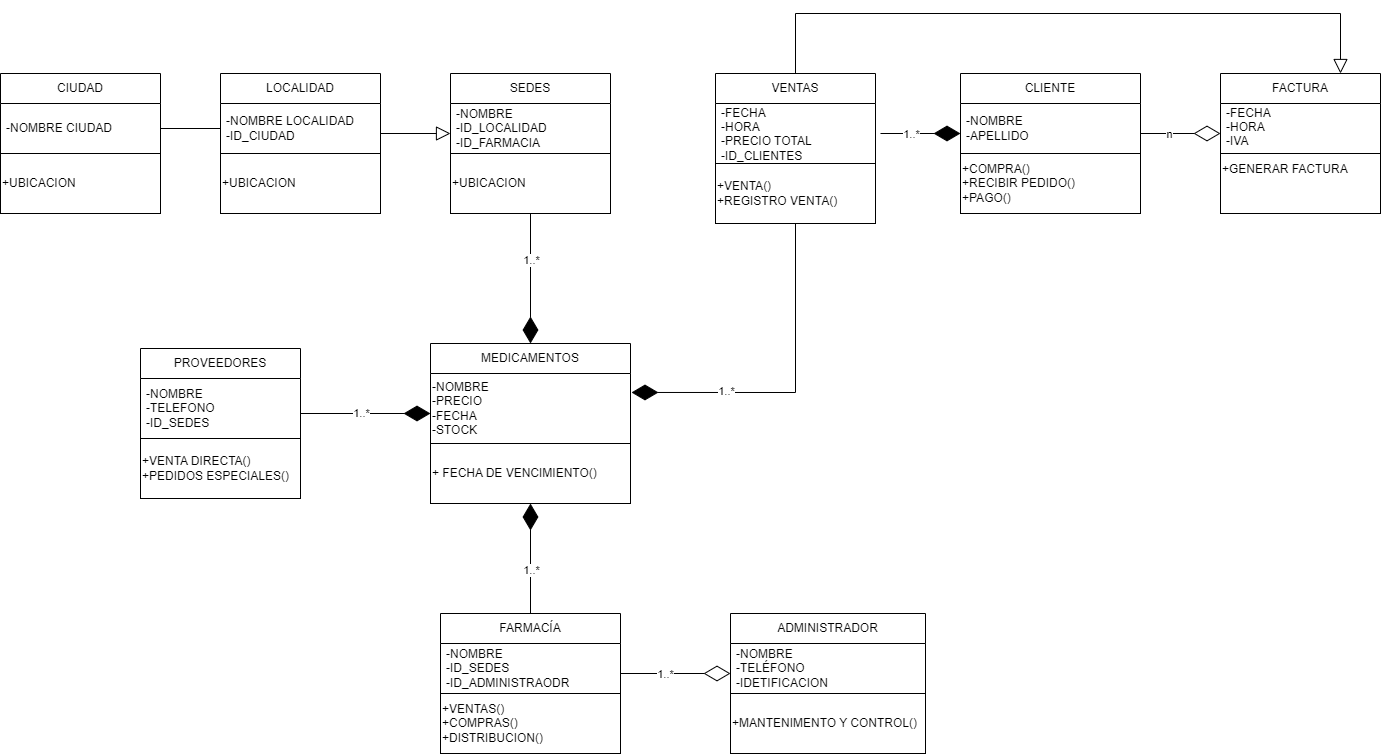 CIUDAD
-NOMBRE CIUDAD
+UBICACION
LOCALIDAD
-NOMBRE LOCALIDAD
-ID_CIUDAD
+UBICACION
SEDES
-NOMBRE
-ID_LOCALIDAD
-ID_FARMACIA
+UBICACION
VENTAS
-FECHA
-HORA
-PRECIO TOTAL
-ID_CLIENTES
+VENTA()
+REGISTRO VENTA()
1..*
CLIENTE
-NOMBRE
-APELLIDO
+COMPRA()
+RECIBIR PEDIDO()
+PAGO()
n
FACTURA
-FECHA
-HORA
-IVA
+GENERAR FACTURA
1..*
PROVEEDORES
-NOMBRE
-TELEFONO
-ID_SEDES
+VENTA DIRECTA()
+PEDIDOS ESPECIALES()
1..*
MEDICAMENTOS
-NOMBRE
-PRECIO
-FECHA
-STOCK
+ FECHA DE VENCIMIENTO()
1..*
1..*
FARMACÍA
-NOMBRE
-ID_SEDES
-ID_ADMINISTRAODR
+VENTAS()
+COMPRAS()
+DISTRIBUCION()
1..*
ADMINISTRADOR
-NOMBRE
-TELÉFONO
-IDETIFICACION
+MANTENIMENTO Y CONTROL()